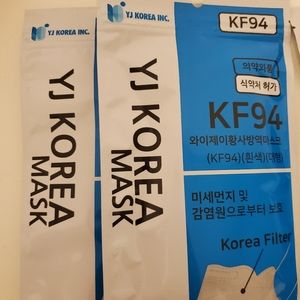 YJ KOREA INC.
YJ KOREA
MASK
YJ KOREA INC.
YJ KOREA
MASK
KF94
의약외품
식약처 허가
KF94
와이제이황사방역마스크
(KF94)(흰색)(대형)
미세먼지 및
감염원으로부터 보호
Korea Filter